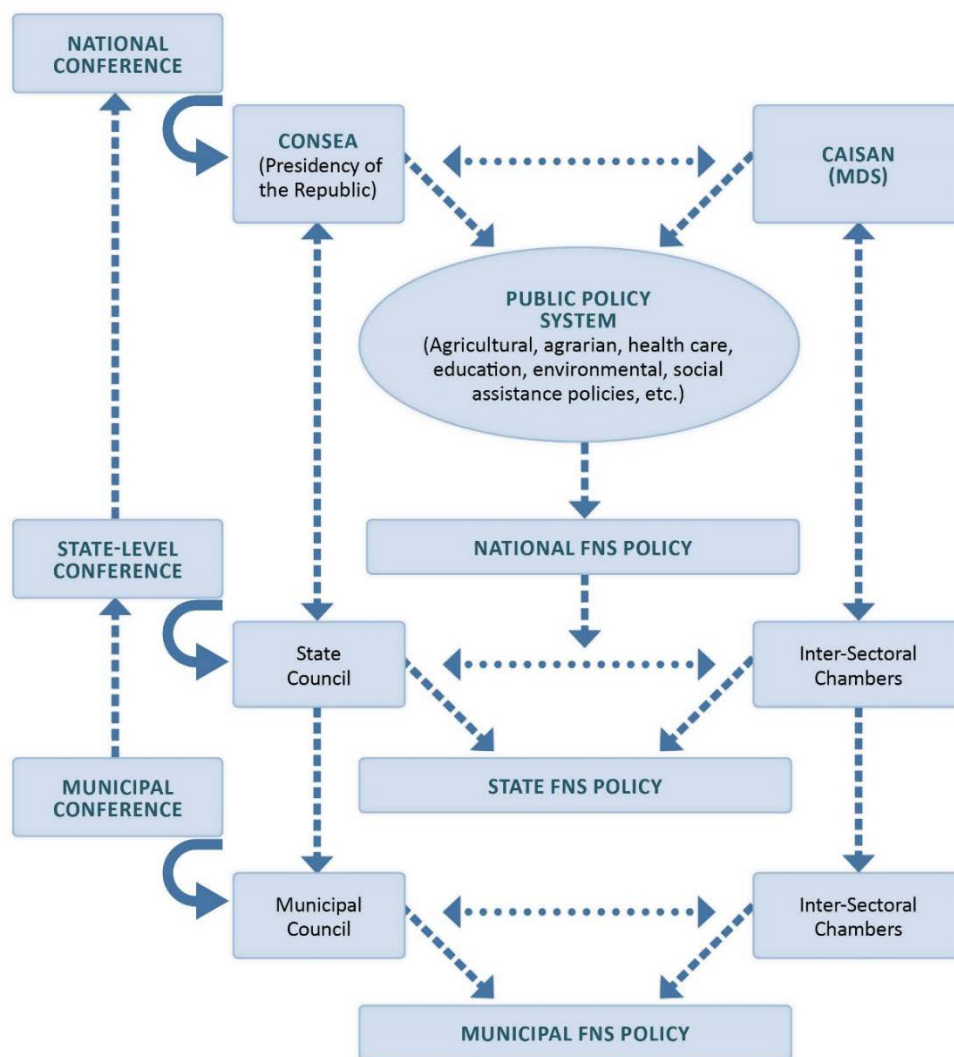 NATIONAL
CONFERENCE
CONSEA
(Presidency of
the Republic)
CAISAN
(MDS)
PUBLIC POLICY
SYSTEM
(Agricultural, agrarian, health care,
education, environmental, social
assistance policies, etc.)
STATE-LEVEL
CONFERENCE
NATIONAL FNS POLICY
State
Council
Inter-Sectoral
Chambers
MUNICIPAL
CONFERENCE
STATE FNS POLICY
Municipal
Council
Inter-Sectoral
Chambers
MUNICIPAL FNS POLICY